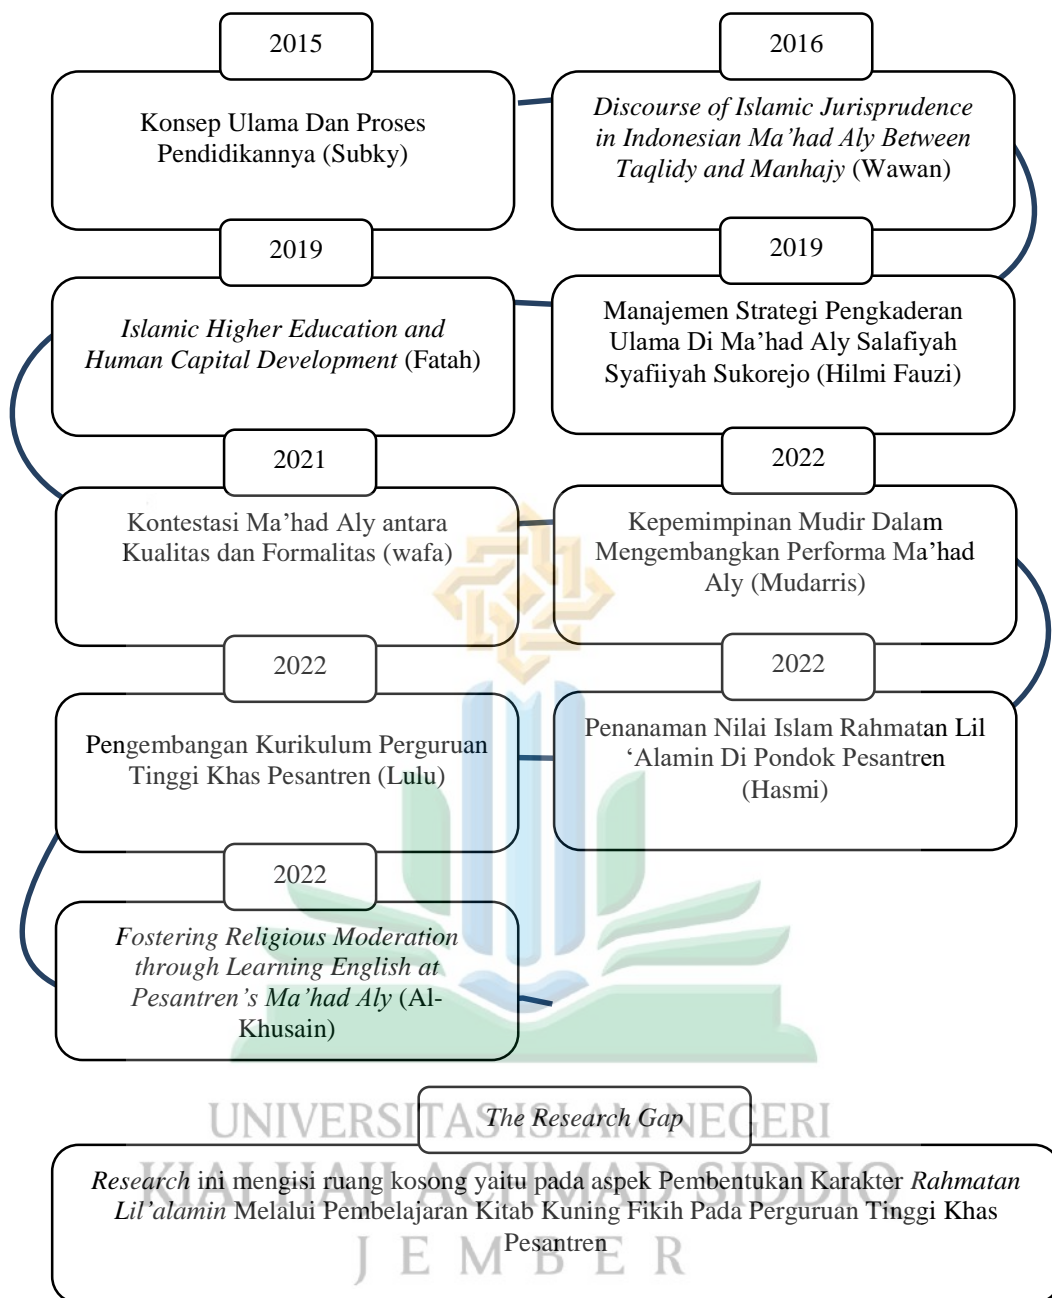 2015
Konsep Ulama Dan Proses
Pendidikannya (Subky)
2016
Discourse of Islamic Jurisprudence
in Indonesian Ma’had Aly Between
Taqlidy and Manhajy (Wawan)
2019
Manajemen Strategi Pengkaderan
Ulama Di Ma’had Aly Salafiyah
Syafiiyah Sukorejo (Hilmi Fauzi)
2019
Islamic Higher Education and
Human Capital Development (Fatah)
2021
Kontestasi Ma’had Aly antara
Kualitas dan Formalitas (wafa)
2022
Kepemimpinan Mudir Dalam
Mengembangkan Performa Ma’had
Aly (Mudarris)
2022
Penanaman Nilai Islam Rahmatan Lil
‘Alamin Di Pondok Pesantren
(Hasmi)
2022
Pengembangan Kurikulum Perguruan
Tinggi Khas Pesantren (Lulu)
2022
Fostering Religious Moderation
through Learning English at
Pesantren’s Ma’had Aly (Al-
Khusain)
The Research Gap
Research ini mengisi ruang kosong yaitu pada aspek Pembentukan Karakter Rahmatan
Lil’alamin Melalui Pembelajaran Kitab Kuning Fikih Pada Perguruan Tinggi Khas
Pesantren
UNIVERSITAS ISLAM NEGERI
KIAI HAJI ACHMAD SIDDIQ
JEMBER